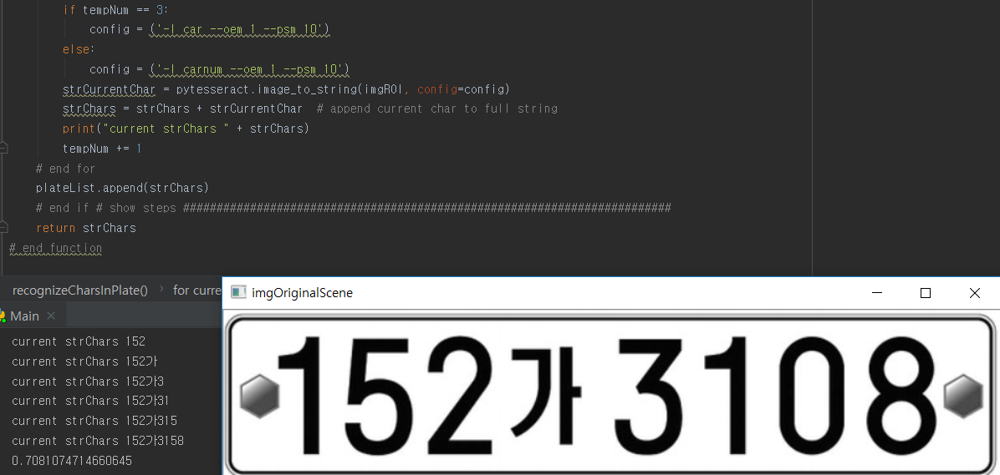 if tempNum == 3:
config = ('-l car --oem 1 --psm 10')
else:
config = ('-l carnum --oem 1 --psm 10')
strCurrentChar = pytesseract.image_to_string(imgROI, config=config)
strChars = strChars + strCurrentChar  # append current char to full string
print("current strChars " + strChars)
tempNum += 1
# end for
plateList.append(strChars)
# end if # show steps #########################################################################
return strChars
# end function
recognizeCharsInPlate() › for curre
imgOriginalScene
Main
current strChars 152
current strChars 152가
current strChars 152가3
current strChars 152가31
current strChars 152가315
current strChars 152가3158
0.7081074714660645
152가 3108